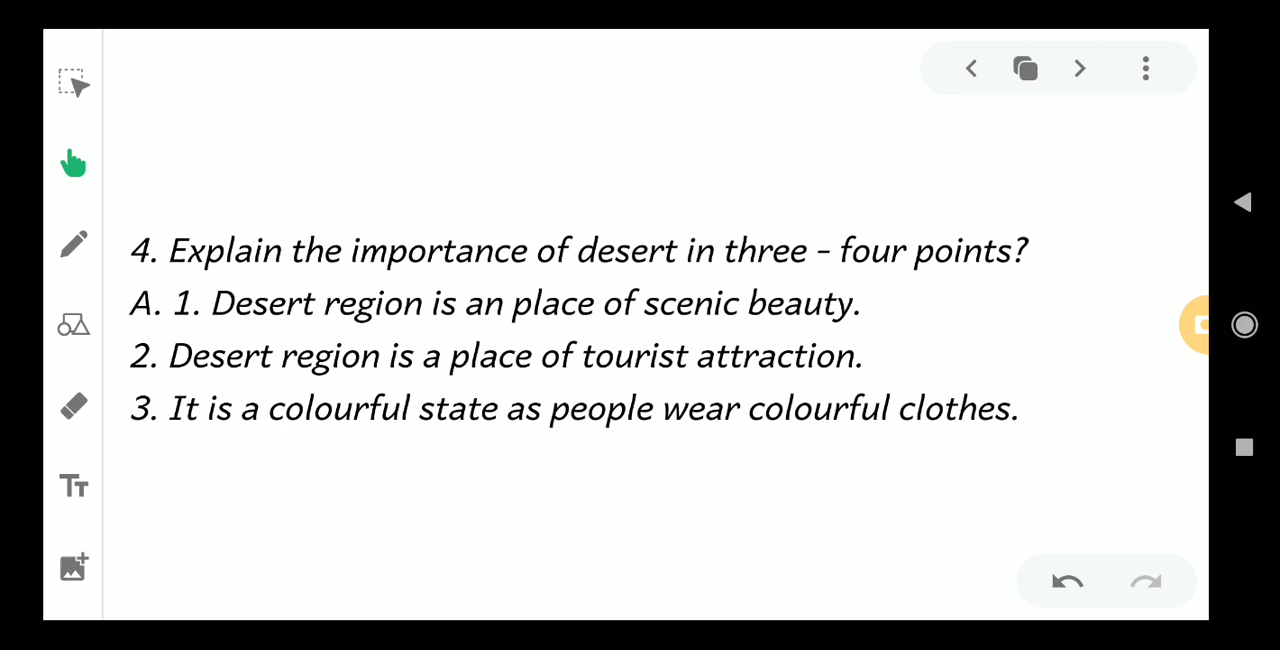 4. Explain the importance of desert in three - four points?
A. 1. Desert region is an place of scenic beauty.
2. Desert region is a place of tourist attraction.
3. It is a colourful state as people wear colourful clothes.
TT